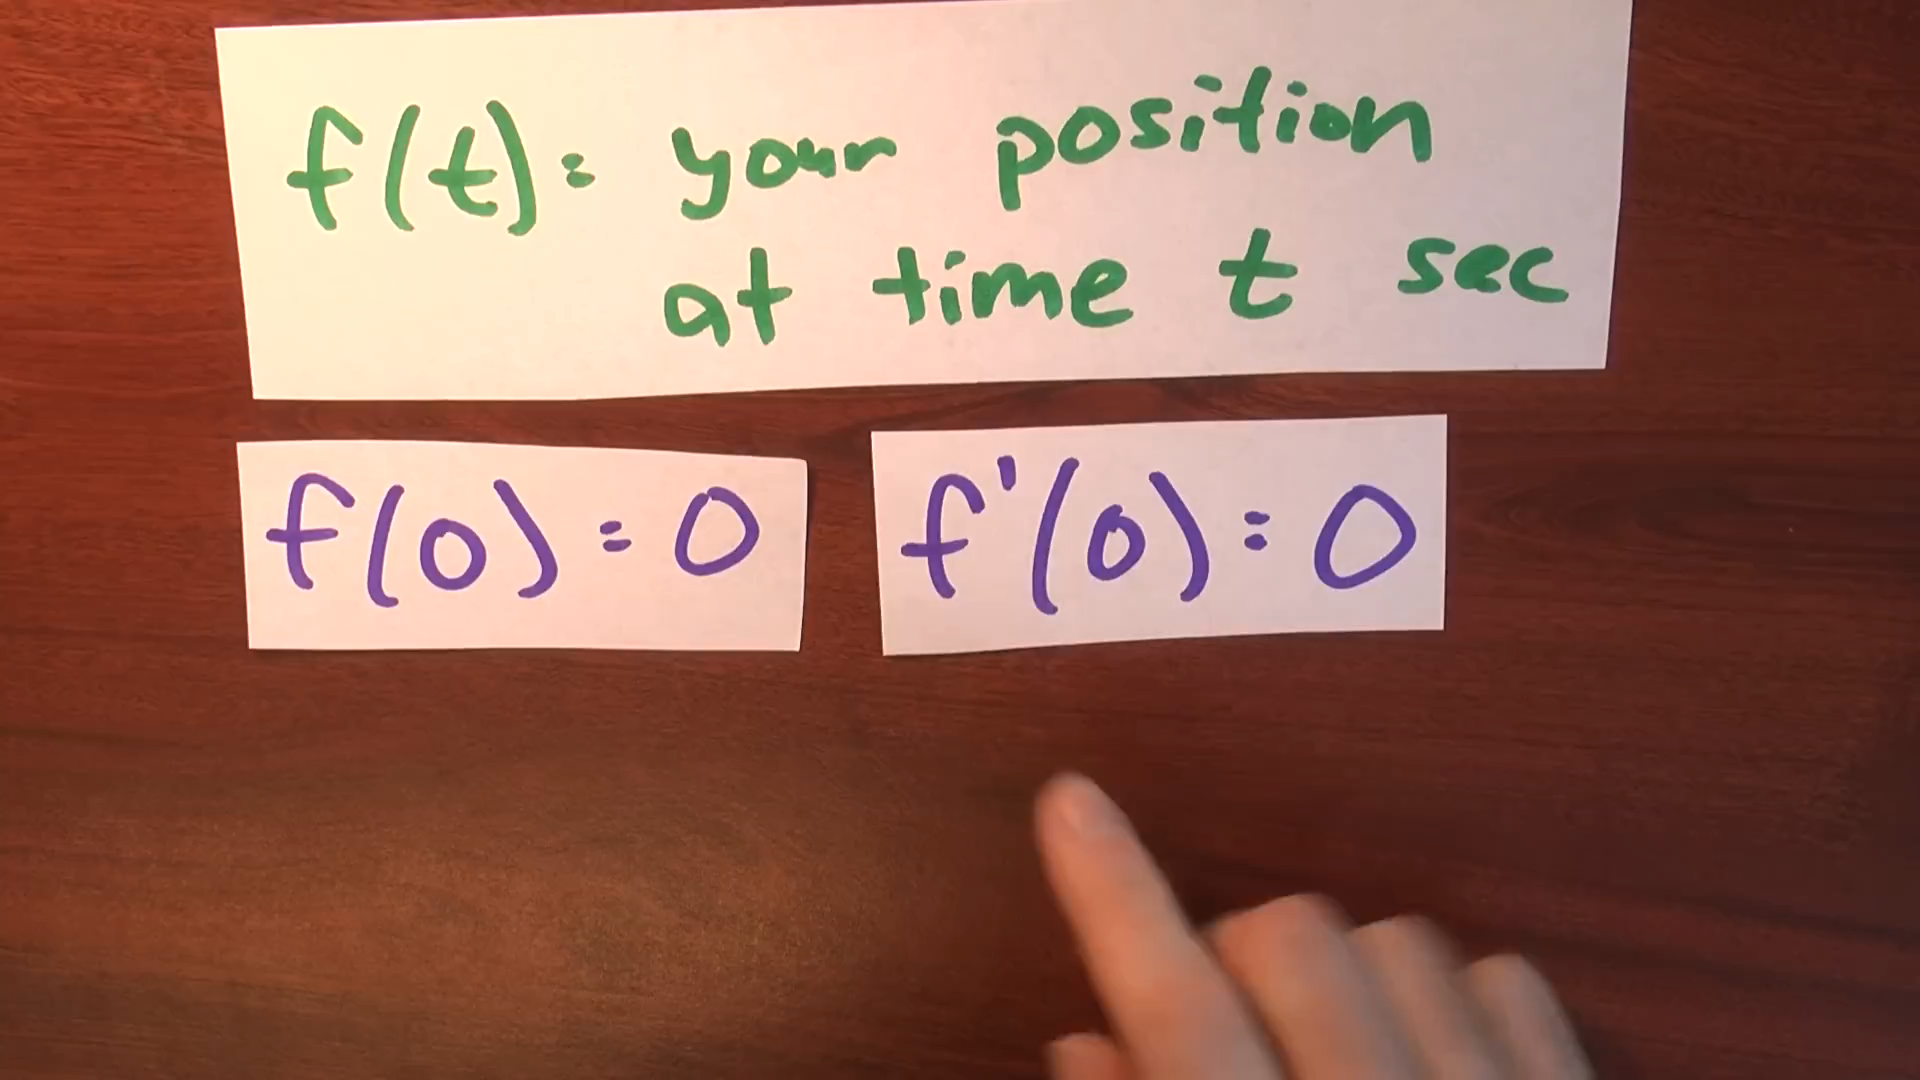 f(t)= your position
at time t sec
f(0)=0
f'(0)=0